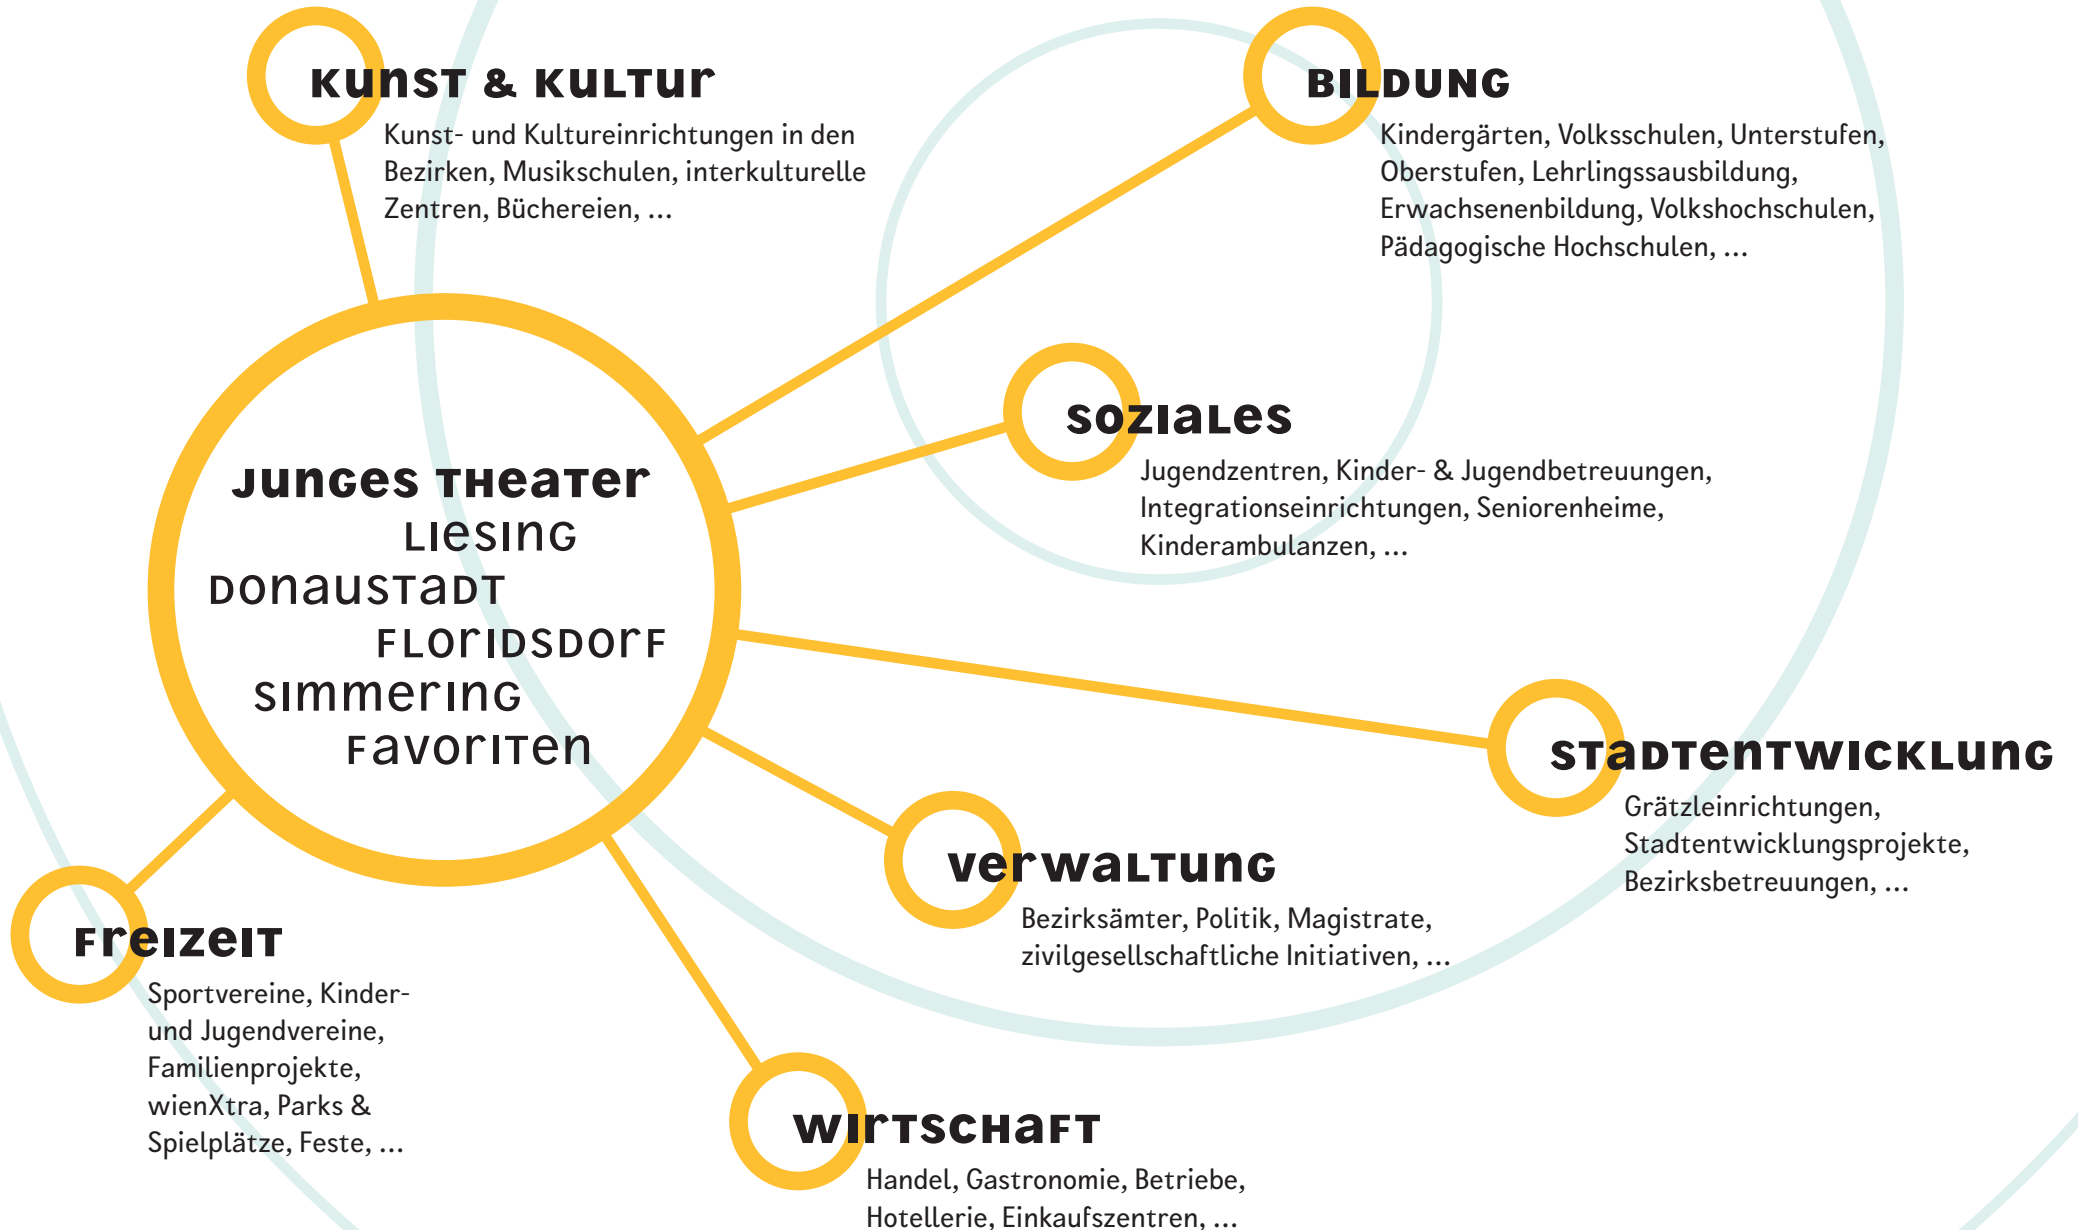 Kunst & Kultur
Kunst- und Kultureinrichtungen in den
Bezirken, Musikschulen, interkulturelle
Zentren, Büchereien, ...
Bildung
Kindergärten, Volksschulen, Unterstufen,
Oberstufen, Lehrlingssausbildung,
Erwachsenenbildung, Volkshochschulen,
Pädagogische Hochschulen, ...
Soziales
Jugendzentren, Kinder- & Jugendbetreuungen,
Integrationseinrichtungen, Seniorenheime,
Kinderambulanzen, ...
Junges Theater
Liesing
Donaustadt
Floridsdorf
Simmering
Favoriten
Stadtentwicklung
Grätzleinrichtungen,
Stadtentwicklungsprojekte,
Bezirksbetreuungen, ...
Verwaltung
Bezirksämter, Politik, Magistrate,
zivilgesellschaftliche Initiativen, ...
Freizeit
Sportvereine, Kinder-
und Jugendvereine,
Familienprojekte,
wienXtra, Parks &
Spielplätze, Feste, ...
Wirtschaft
Handel, Gastronomie, Betriebe,
Hotellerie, Einkaufszentren, ...